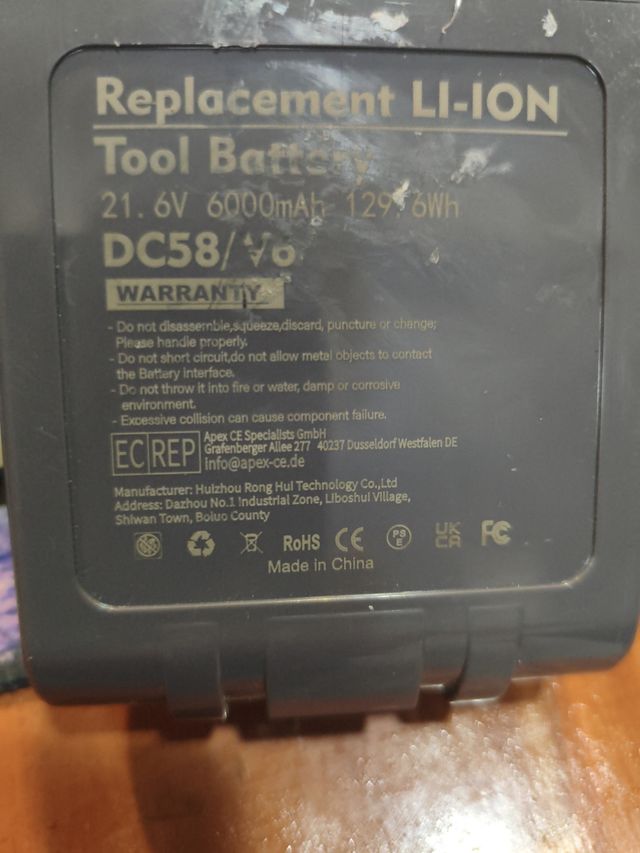 Replacement LI-ION
Tool Battery
21.6V 6000mAh 129.6Wh
DC58/V6
WARRANTY
- Do not disassemble,squeeze,discard, puncture or change;
Please handle properly.
- Do not short circuit,do not allow metal objects to contact
the Battery interface.
- Do not throw it into fire or water, damp or corrosive
environment.
- Excessive collision can cause component failure.
EC REP
Apex CE Specialists GmbH
Grafenberger Allee 277 40237 Dusseldorf Westfalen DE
info@apex-ce.de
Manufacturer: Huizhou Rong Hui Technology Co.,Ltd
Address: Dazhou No.1 Industrial Zone, Liboshui Village,
Shiwan Town, Boluo County
RoHS CE PS E UK CA FC
Made in China